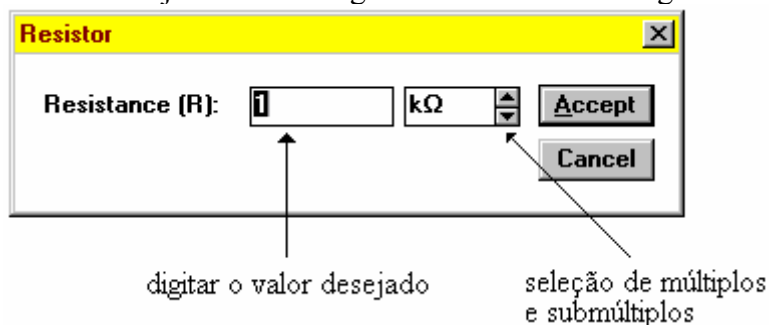 Resistor
Resistance (R): 1 kΩ Accept
Cancel
digitar o valor desejado
seleção de múltiplos
e submúltiplos